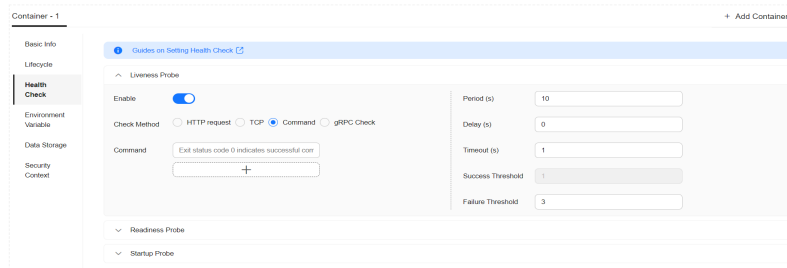 Container - 1
+ Add Container
Basic Info
Lifecycle
Health
Check
Environment
Variable
Data Storage
Security
Context
Guides on Setting Health Check
Liveness Probe
Enable
Check Method
HTTP request
TCP
Command
gRPC Check
Command
Exit status code 0 indicates successful com
+
Period (s)
10
Delay (s)
0
Timeout (s)
1
Success Threshold
1
Failure Threshold
3
Readiness Probe
Startup Probe